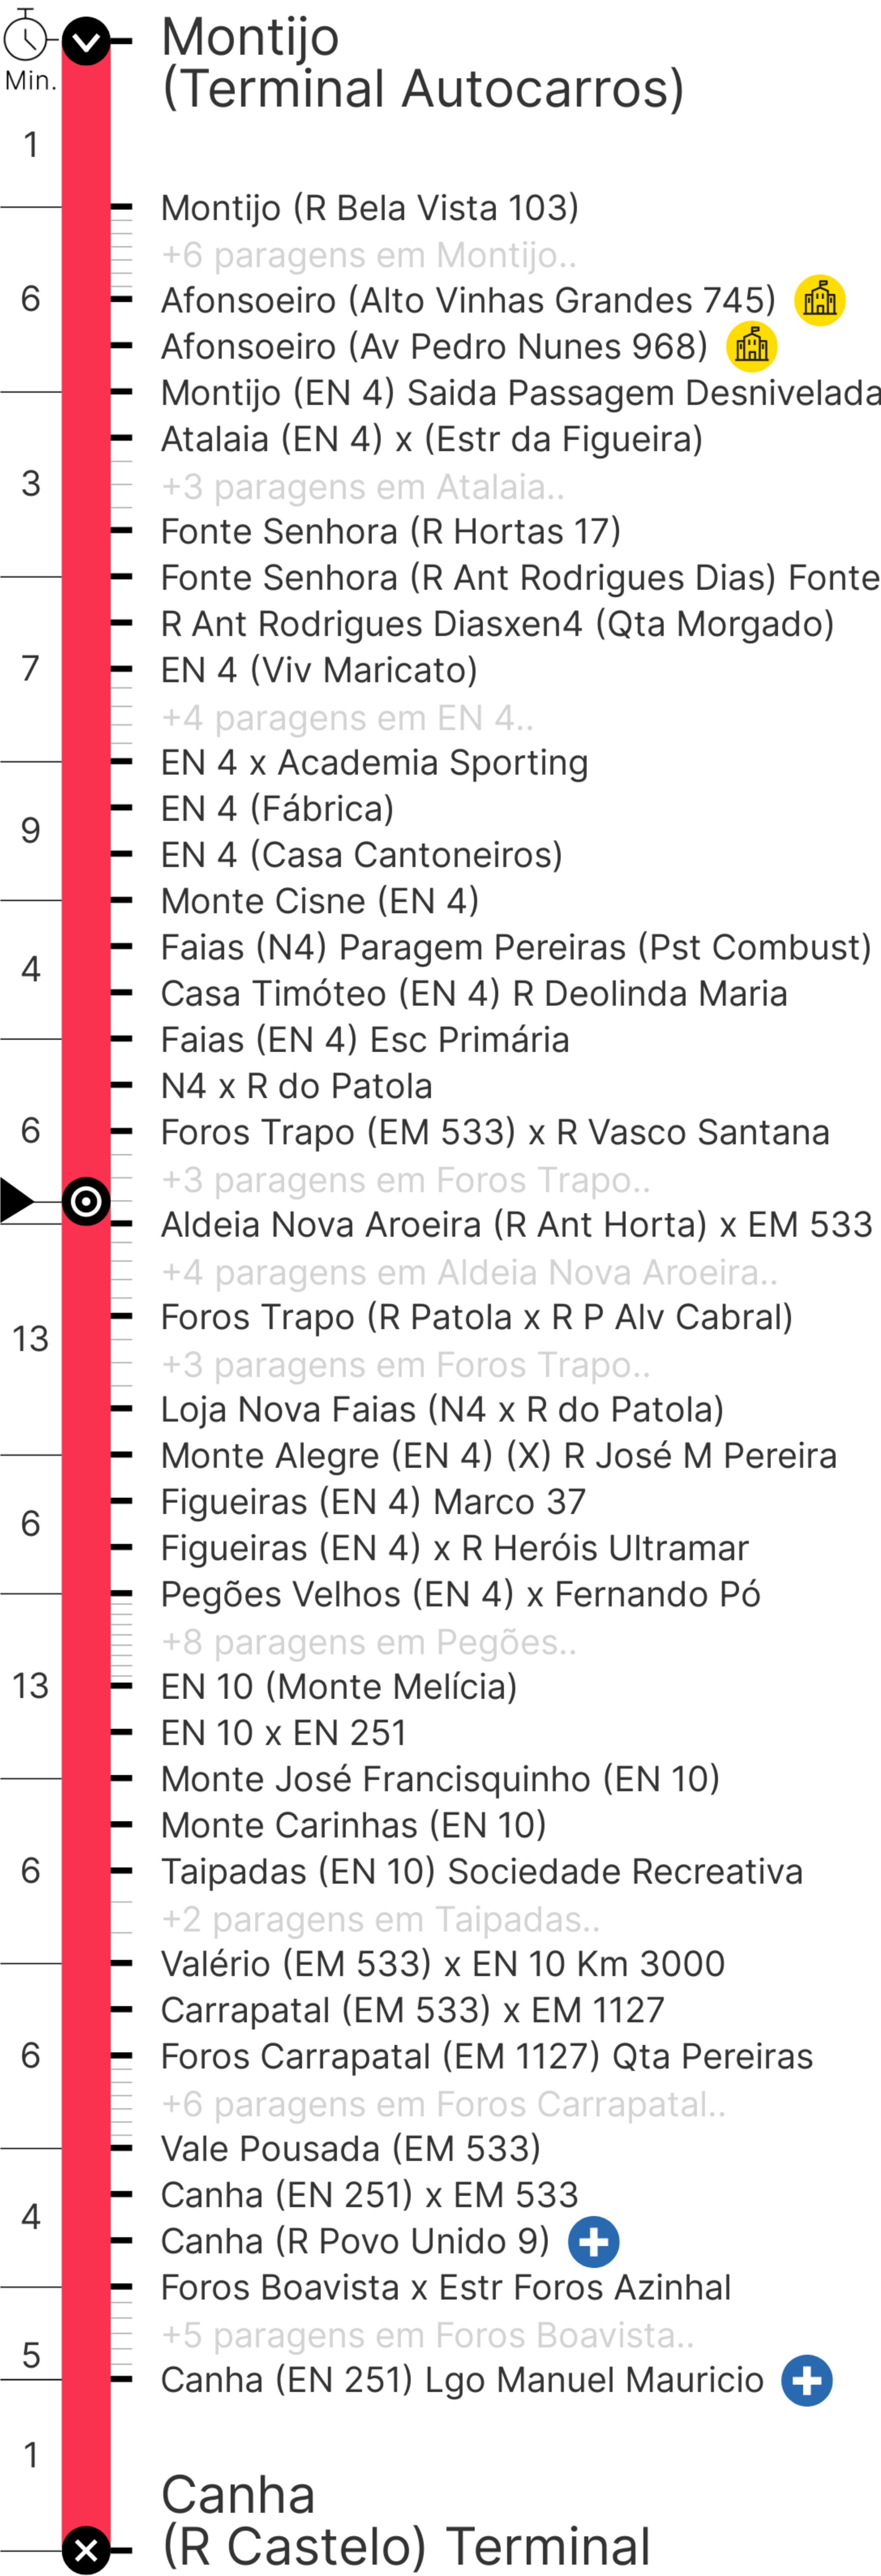 Montijo
(Terminal Autocarros)
Min.
1
Montijo (R Bela Vista 103)
+6 paragens em Montijo..
6
Afonsoeiro (Alto Vinhas Grandes 745)
Afonsoeiro (Av Pedro Nunes 968)
Montijo (EN 4) Saida Passagem Desnivelada
Atalaia (EN 4) x (Estr da Figueira)
3
+3 paragens em Atalaia..
Fonte Senhora (R Hortas 17)
Fonte Senhora (R Ant Rodrigues Dias) Fonte
R Ant Rodrigues Diasxen4 (Qta Morgado)
7
EN 4 (Viv Maricato)
+4 paragens em EN 4..
EN 4 x Academia Sporting
EN 4 (Fábrica)
9
EN 4 (Casa Cantoneiros)
Monte Cisne (EN 4)
Faias (N4) Paragem Pereiras (Pst Combust)
4
Casa Timóteo (EN 4) R Deolinda Maria
Faias (EN 4) Esc Primária
N4 x R do Patola
6
Foros Trapo (EM 533) x R Vasco Santana
+3 paragens em Foros Trapo..
Aldeia Nova Aroeira (R Ant Horta) x EM 533
+4 paragens em Aldeia Nova Aroeira..
Foros Trapo (R Patola x R P Alv Cabral)
13
+3 paragens em Foros Trapo..
Loja Nova Faias (N4 x R do Patola)
Monte Alegre (EN 4) (X) R José M Pereira
Figueiras (EN 4) Marco 37
6
Figueiras (EN 4) x R Heróis Ultramar
Pegões Velhos (EN 4) x Fernando Pó
+8 paragens em Pegões..
13
EN 10 (Monte Melícia)
EN 10 x EN 251
Monte José Francisquinho (EN 10)
Monte Carinhas (EN 10)
6
Taipadas (EN 10) Sociedade Recreativa
+2 paragens em Taipadas..
Valério (EM 533) x EN 10 Km 3000
Carrapatal (EM 533) x EM 1127
6
Foros Carrapatal (EM 1127) Qta Pereiras
+6 paragens em Foros Carrapatal..
Vale Pousada (EM 533)
Canha (EN 251) x EM 533
4
Canha (R Povo Unido 9)
Foros Boavista x Estr Foros Azinhal
+5 paragens em Foros Boavista..
5
Canha (EN 251) Lgo Manuel Mauricio
1
Canha
(R Castelo) Terminal